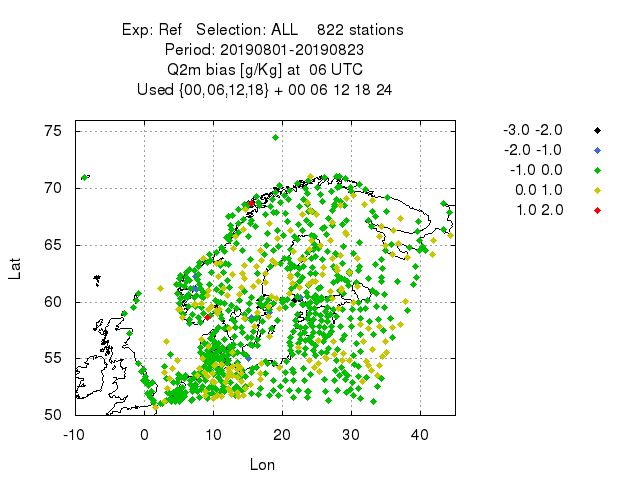 Exp: Ref   Selection: ALL    822 stations
Period: 20190801-20190823
Q2m bias [g/Kg] at  06 UTC
Used {00,06,12,18} + 00 06 12 18 24
75
70
65
60
55
50
Lat
-10 0 10 20 30 40
Lon
-3.0 -2.0
-2.0 -1.0
-1.0 0.0
0.0 1.0
1.0 2.0